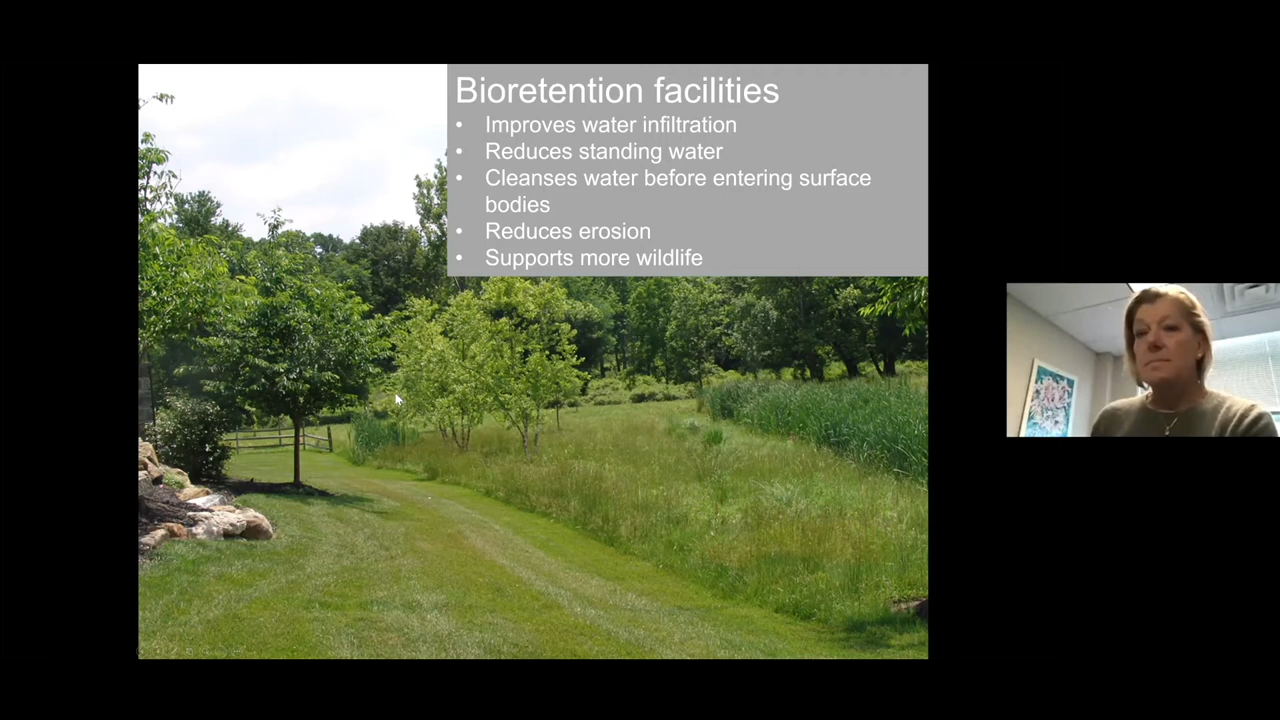 Bioretention facilities
• Improves water infiltration
• Reduces standing water
• Cleanses water before entering surface
bodies
• Reduces erosion
• Supports more wildlife